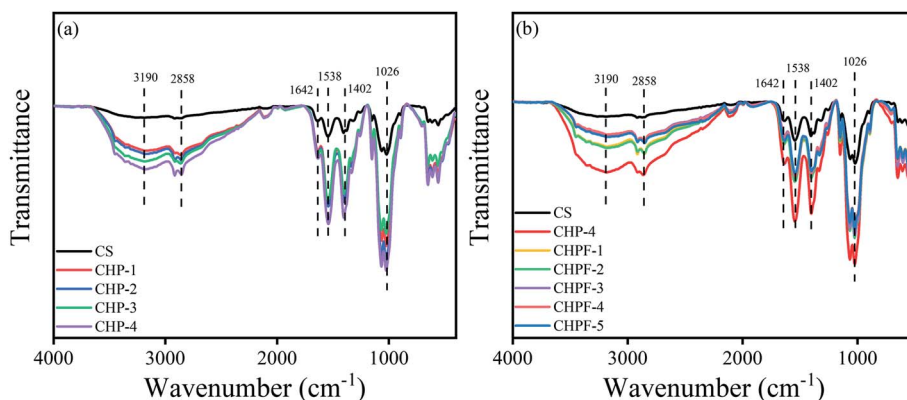 (a)
3190
2858
1642
1538
1402
1026
Transmittance
CS
CHP-1
CHP-2
CHP-3
CHP-4
4000
3000
2000
1000
Wavenumber (cm⁻¹)
(b)
3190
2858
1642
1538
1402
1026
Transmittance
CS
CHP-4
CHPF-1
CHPF-2
CHPF-3
CHPF-4
CHPF-5
4000
3000
2000
1000
Wavenumber (cm⁻¹)